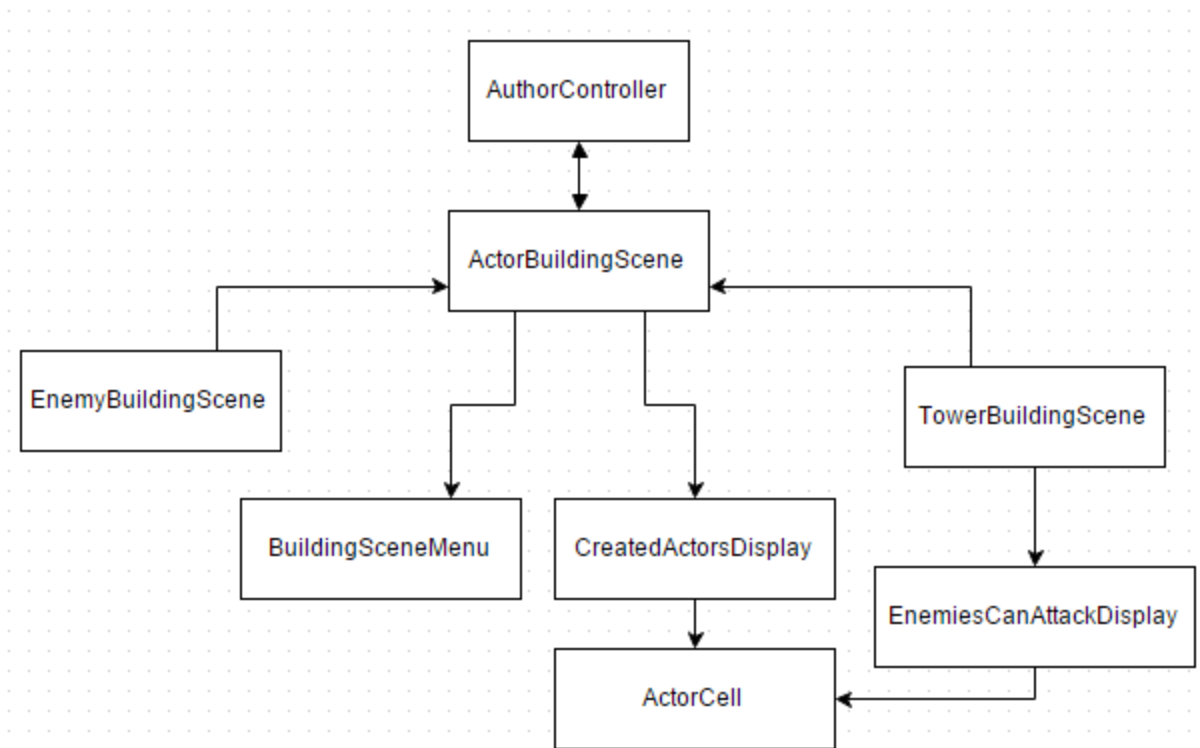 AuthorController
ActorBuildingScene
EnemyBuildingScene
TowerBuildingScene
BuildingSceneMenu
CreatedActorsDisplay
EnemiesCanAttackDisplay
ActorCell